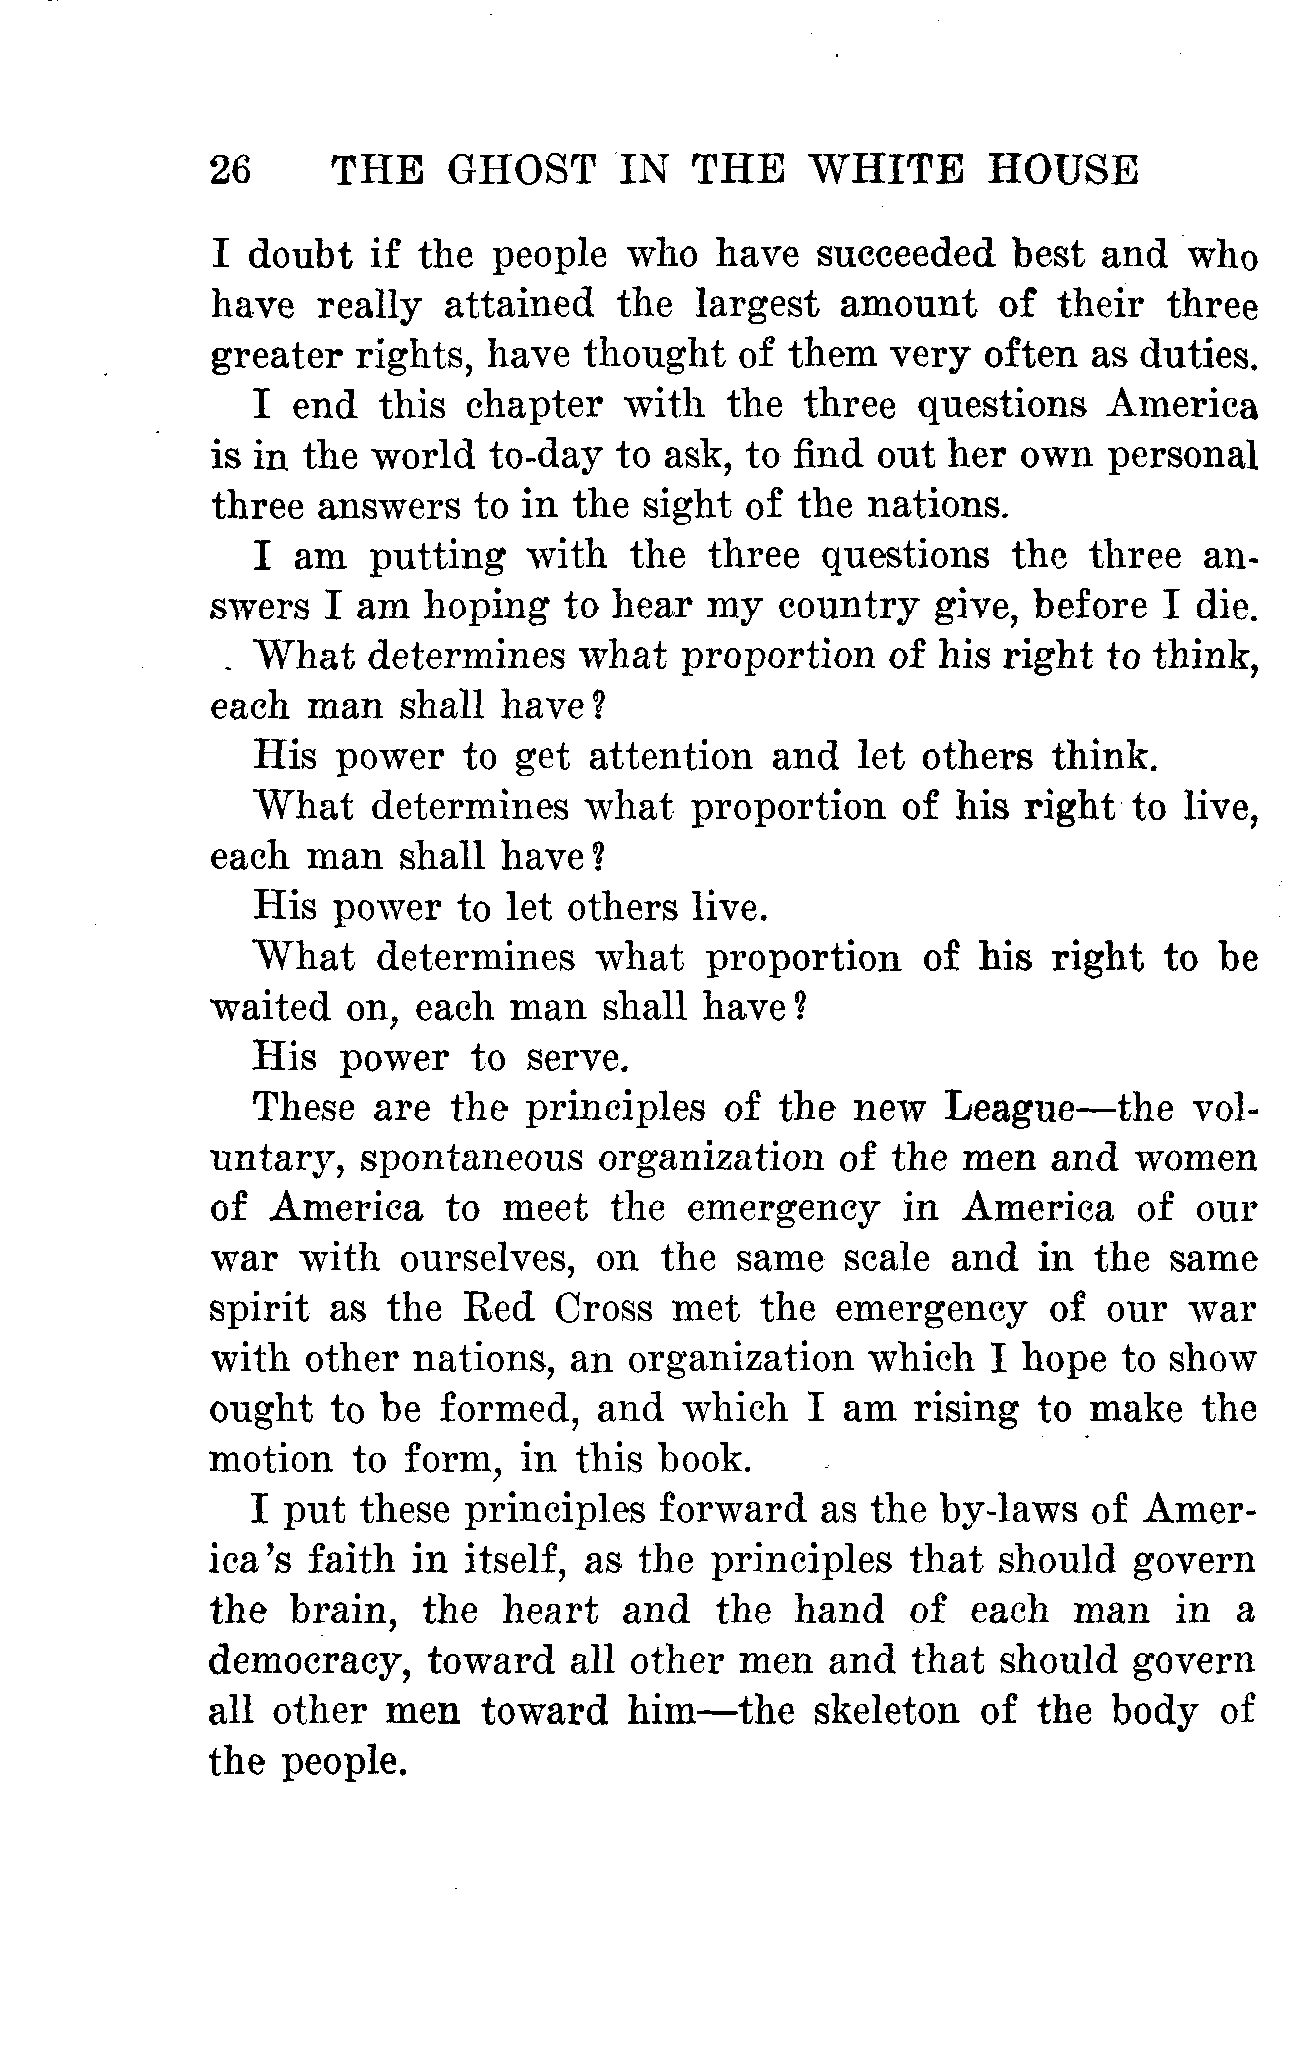 26 THE GHOST IN THE WHITE HOUSE
I doubt if the people who have succeeded best and who
have really attained the largest amount of their three
greater rights, have thought of them very often as duties.
I end this chapter with the three questions America
is in the world to-day to ask, to find out her own personal
three answers to in the sight of the nations.
I am putting with the three questions the three an-
swers I am hoping to hear my country give, before I die.
What determines what proportion of his right to think,
each man shall have?
His power to get attention and let others think.
What determines what proportion of his right to live,
each man shall have?
His power to let others live.
What determines what proportion of his right to be
waited on, each man shall have?
His power to serve.
These are the principles of the new League—the vol-
untary, spontaneous organization of the men and women
of America to meet the emergency in America of our
war with ourselves, on the same scale and in the same
spirit as the Red Cross met the emergency of our war
with other nations, an organization which I hope to show
ought to be formed, and which I am rising to make the
motion to form, in this book.
I put these principles forward as the by-laws of Amer-
ica's faith in itself, as the principles that should govern
the brain, the heart and the hand of each man in a
democracy, toward all other men and that should govern
all other men toward him—the skeleton of the body of
the people.